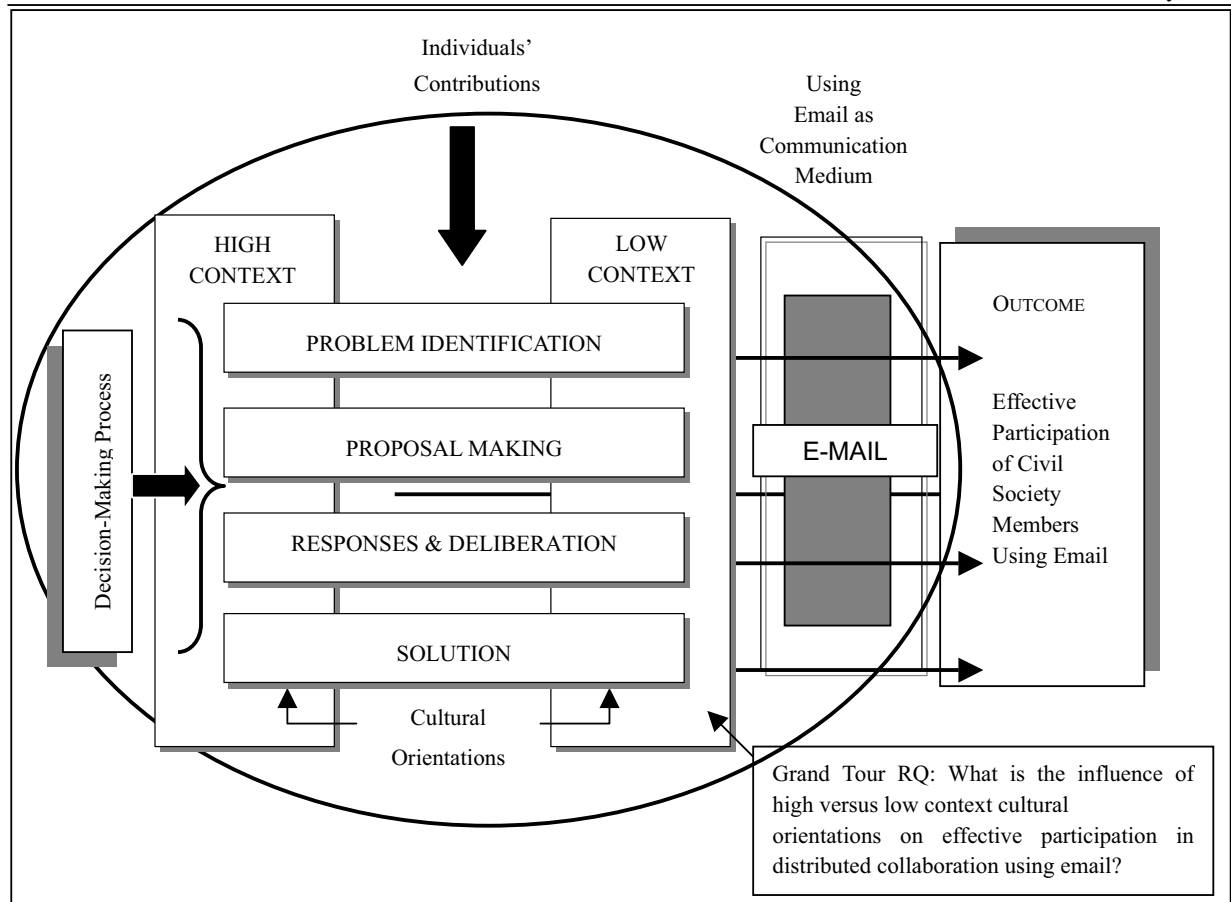 Individuals'
Contributions
Using
Email as
Communication
Medium
HIGH
CONTEXT
LOW
CONTEXT
Decision-Making Process
PROBLEM IDENTIFICATION
PROPOSAL MAKING
RESPONSES & DELIBERATION
SOLUTION
Cultural
Orientations
E-MAIL
OUTCOME
Effective
Participation
of Civil
Society
Members
Using Email
Grand Tour RQ: What is the influence of
high versus low context cultural
orientations on effective participation in
distributed collaboration using email?